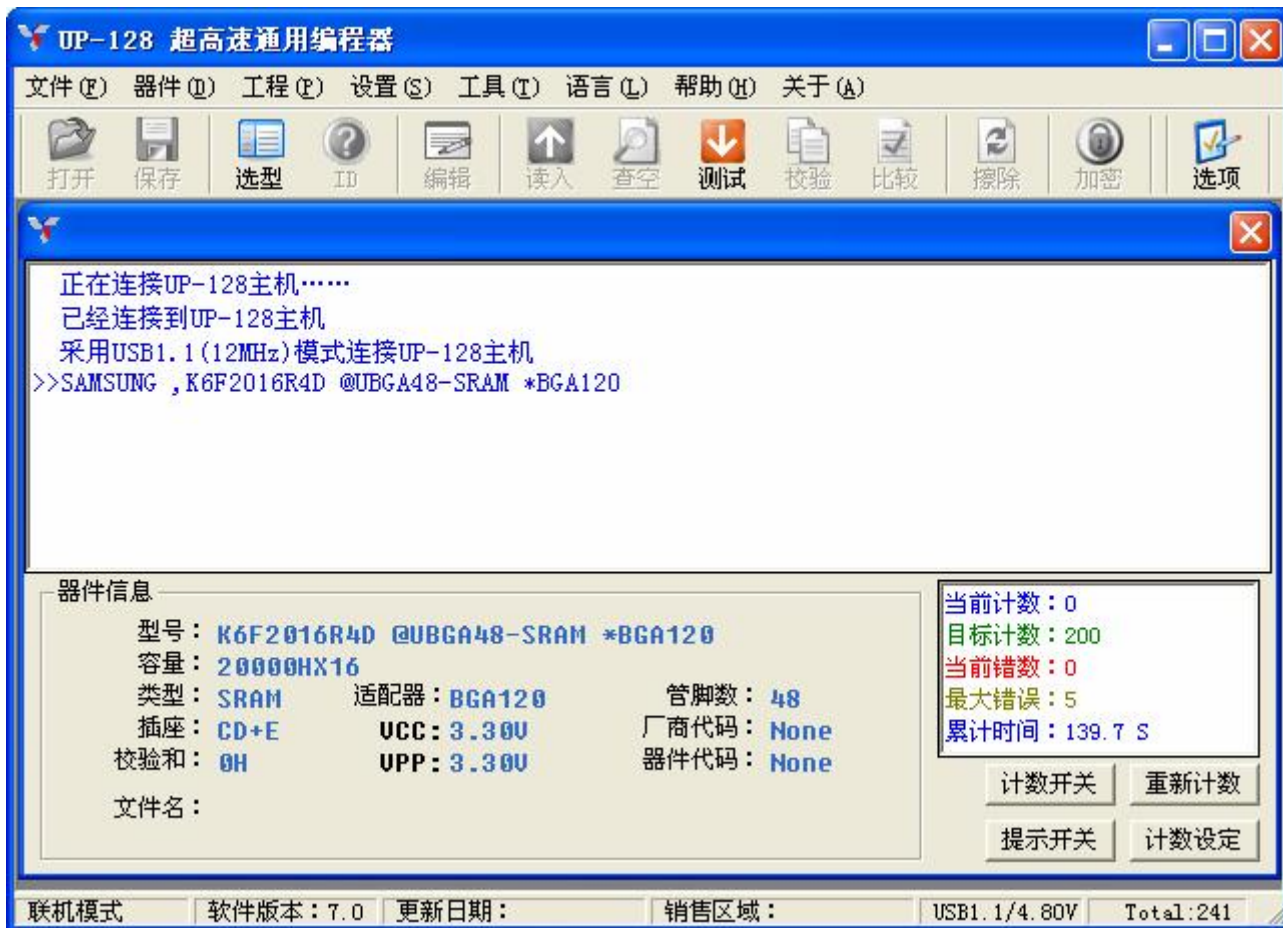 UP-128 超高速通用编程器
文件(F) 器件(D) 工程(P) 设置(S) 工具(T) 语言(L) 帮助(H) 关于(A)
打开 保存 选型 ID 编辑 读入 查空 测试 校验 比较 擦除 加密 选项
正在连接UP-128主机……
已经连接到UP-128主机
采用USB1.1(12MHz)模式连接UP-128主机
>>SAMSUNG ,K6F2016R4D @UBGA48-SRAM *BGA120
器件信息
型号: K6F2016R4D @UBGA48-SRAM *BGA120
容量: 20000HX16
类型: SRAM 适配器:BGA120 管脚数: 48
插座: CD+E VCC:3.30V 厂商代码: None
校验和: 0H VPP:3.30V 器件代码: None
文件名:
当前计数:0
目标计数:200
当前错数:0
最大错误:5
累计时间:139.7 S
计数开关 重新计数
提示开关 计数设定
联机模式 软件版本:7.0 更新日期: 销售区域: USB1.1/4.80V Total:241